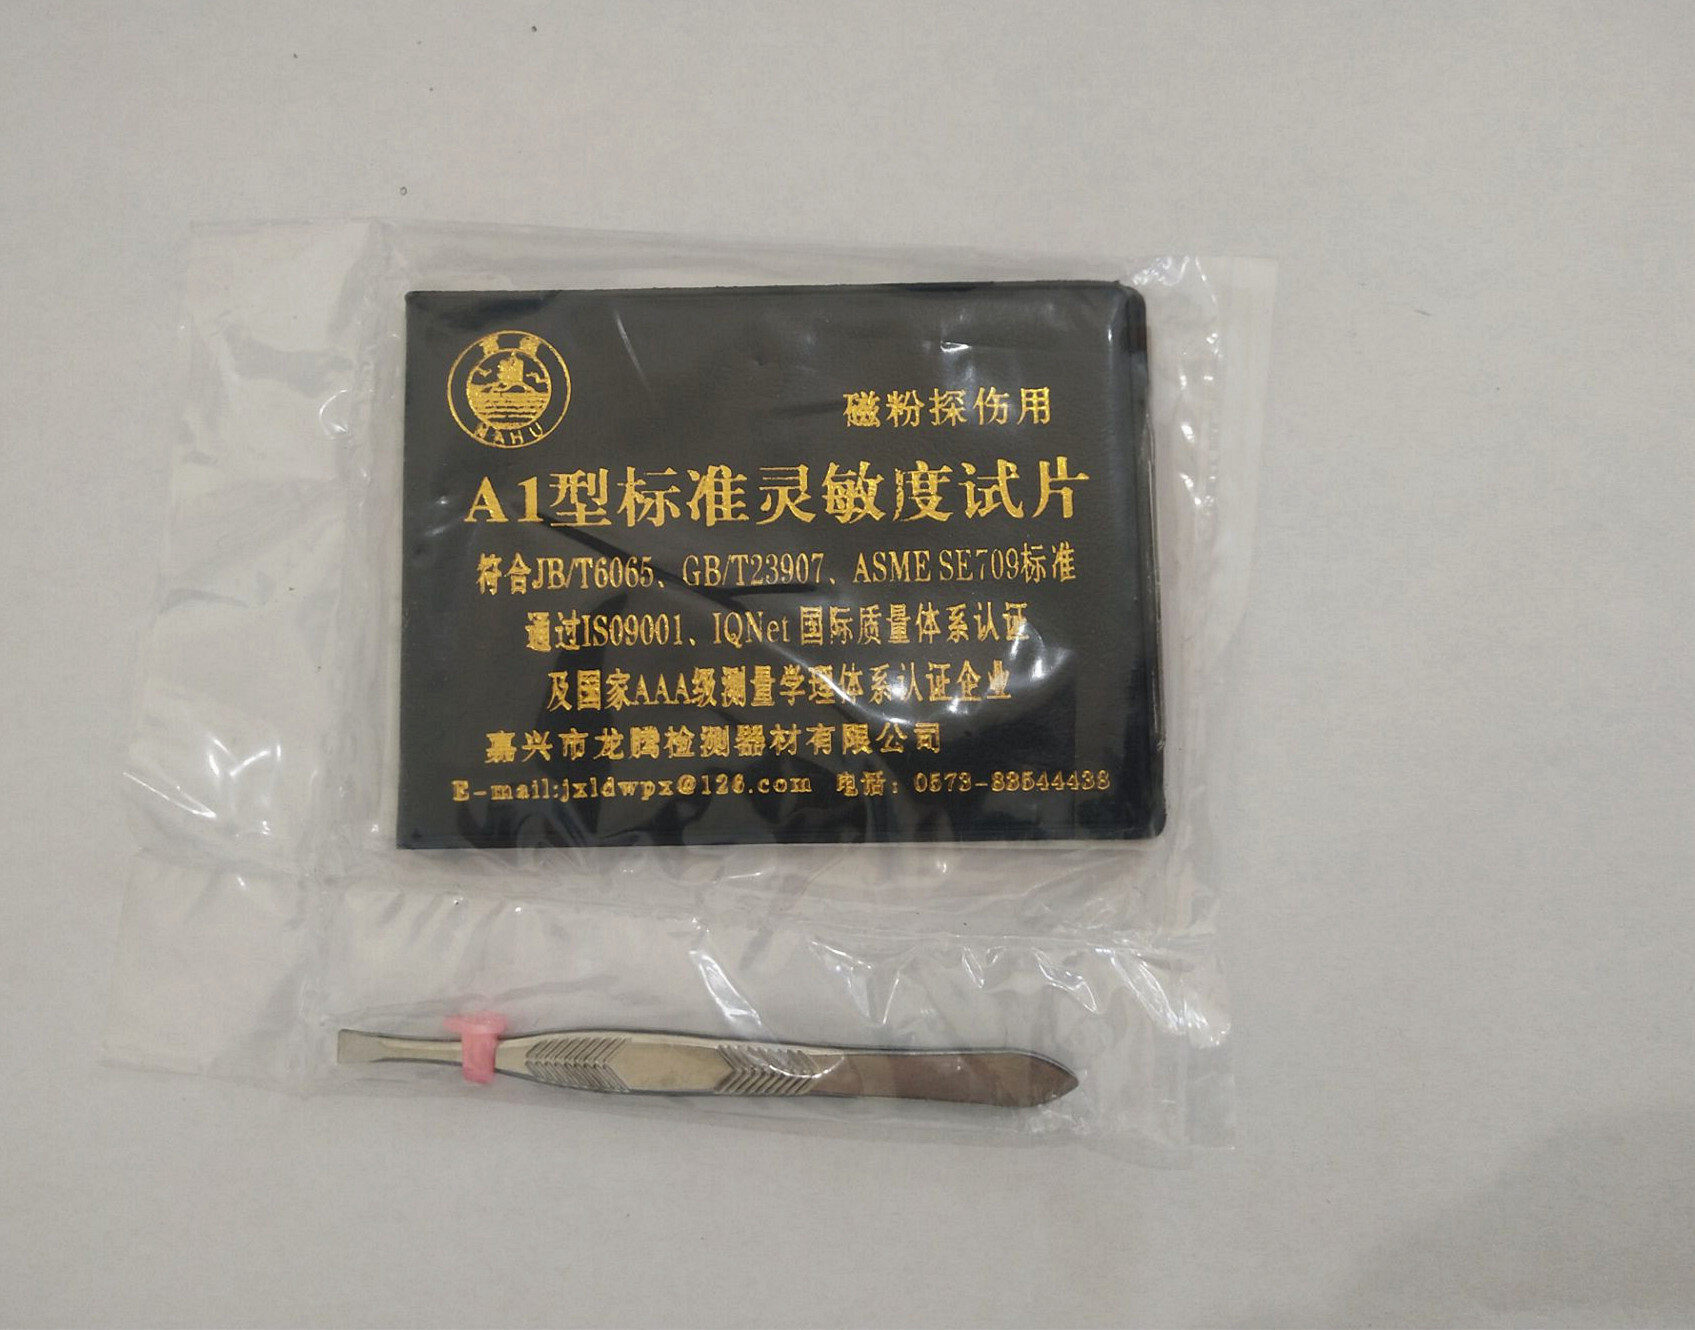 NAHU
磁粉探伤用
A1型标准灵敏度试片
符合JB/T6065、GB/T23907、ASME SE709标准
通过ISO9001、IQNet 国际质量体系认证
及国家AAA级测量学理体系认证企业
嘉兴市龙腾检测器材有限公司
E-mail:jxldwpx@126.com 电话：0573-83544438